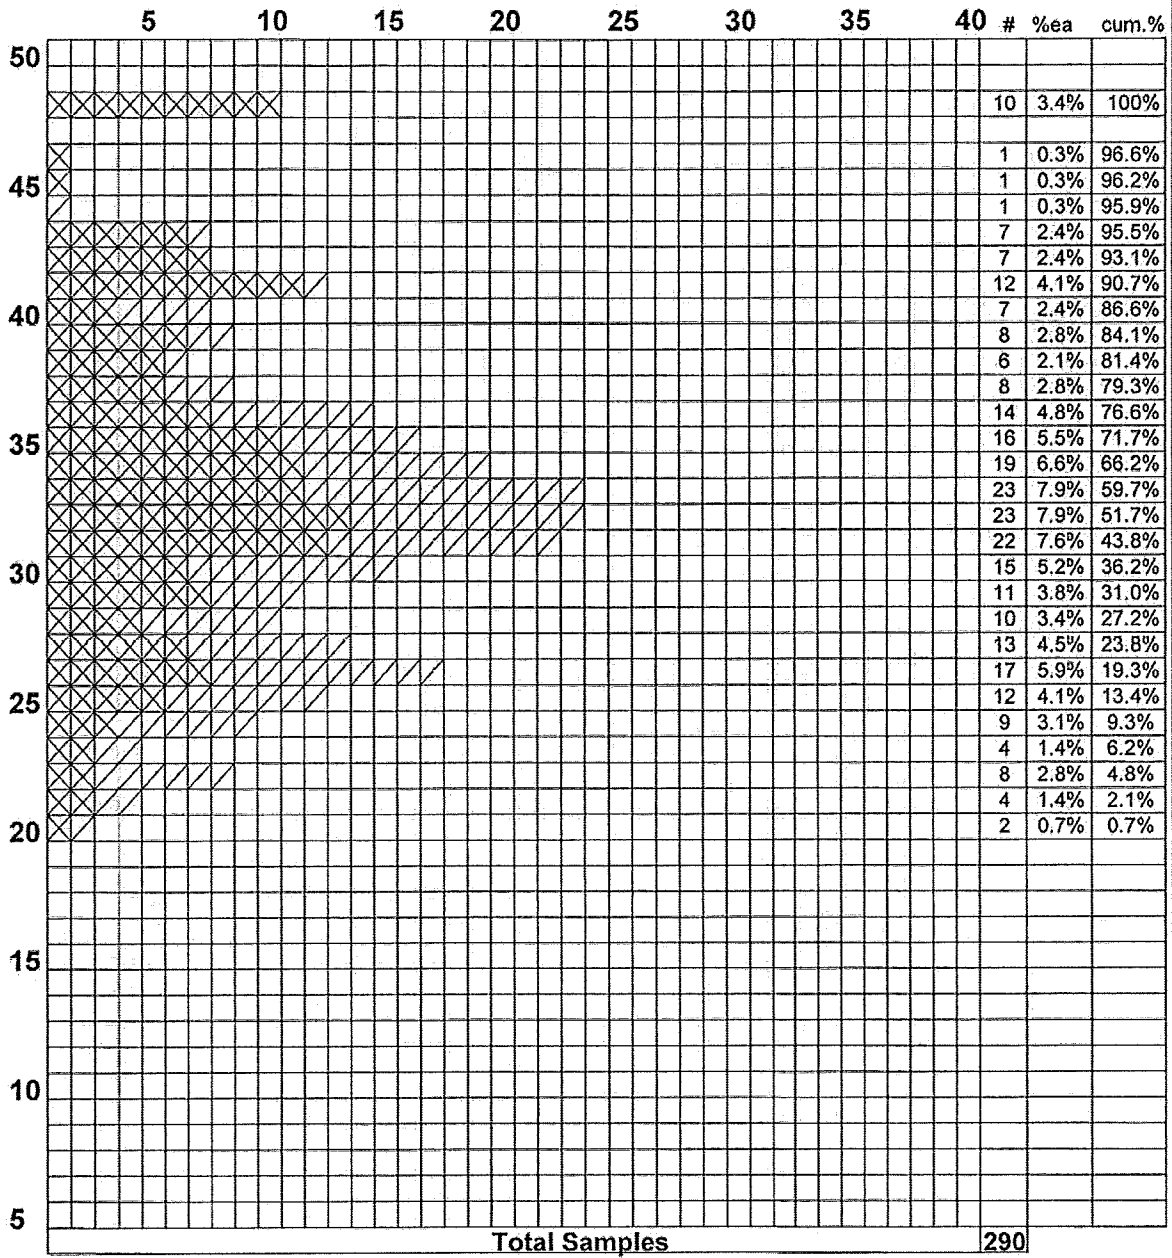 5 10 15 20 25 30 35 40 # %ea cum.%
50
10 3.4% 100%
1 0.3% 96.6%
45 1 0.3% 96.2%
1 0.3% 95.9%
7 2.4% 95.5%
7 2.4% 93.1%
12 4.1% 90.7%
40 7 2.4% 86.6%
8 2.8% 84.1%
6 2.1% 81.4%
8 2.8% 79.3%
14 4.8% 76.6%
35 16 5.5% 71.7%
19 6.6% 66.2%
23 7.9% 59.7%
23 7.9% 51.7%
22 7.6% 43.8%
30 15 5.2% 36.2%
11 3.8% 31.0%
10 3.4% 27.2%
13 4.5% 23.8%
17 5.9% 19.3%
25 12 4.1% 13.4%
9 3.1% 9.3%
4 1.4% 6.2%
8 2.8% 4.8%
4 1.4% 2.1%
20 2 0.7% 0.7%
15
10
5
Total Samples 290